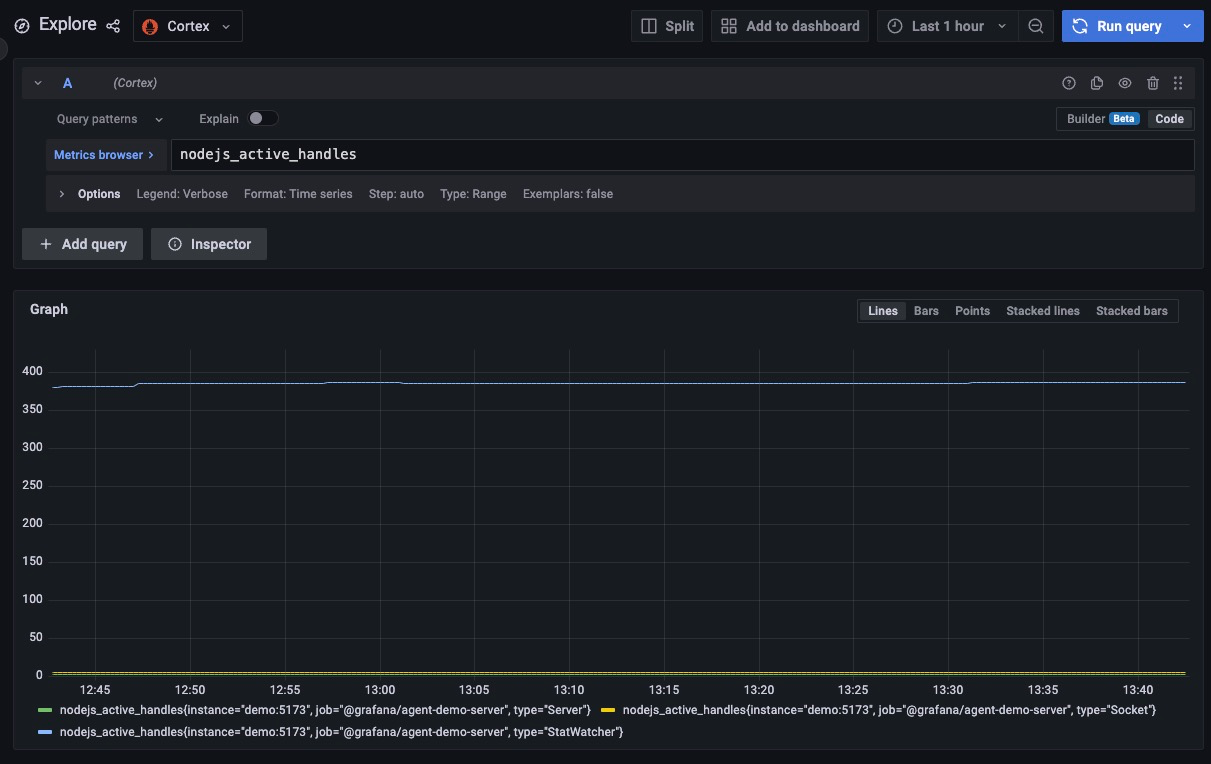 Explore Cortex Split Add to dashboard Last 1 hour Run query
A (Cortex)
Query patterns Explain Builder Beta Code
Metrics browser > nodejs_active_handles
> Options Legend: Verbose Format: Time series Step: auto Type: Range Exemplars: false
+ Add query Inspector
Graph Lines Bars Points Stacked lines Stacked bars
400
350
300
250
200
150
100
50
0
12:45 12:50 12:55 13:00 13:05 13:10 13:15 13:20 13:25 13:30 13:35 13:40
nodejs_active_handles{instance="demo:5173", job="@grafana/agent-demo-server", type="Server"} nodejs_active_handles{instance="demo:5173", job="@grafana/agent-demo-server", type="Socket"}
nodejs_active_handles{instance="demo:5173", job="@grafana/agent-demo-server", type="StatWatcher"}